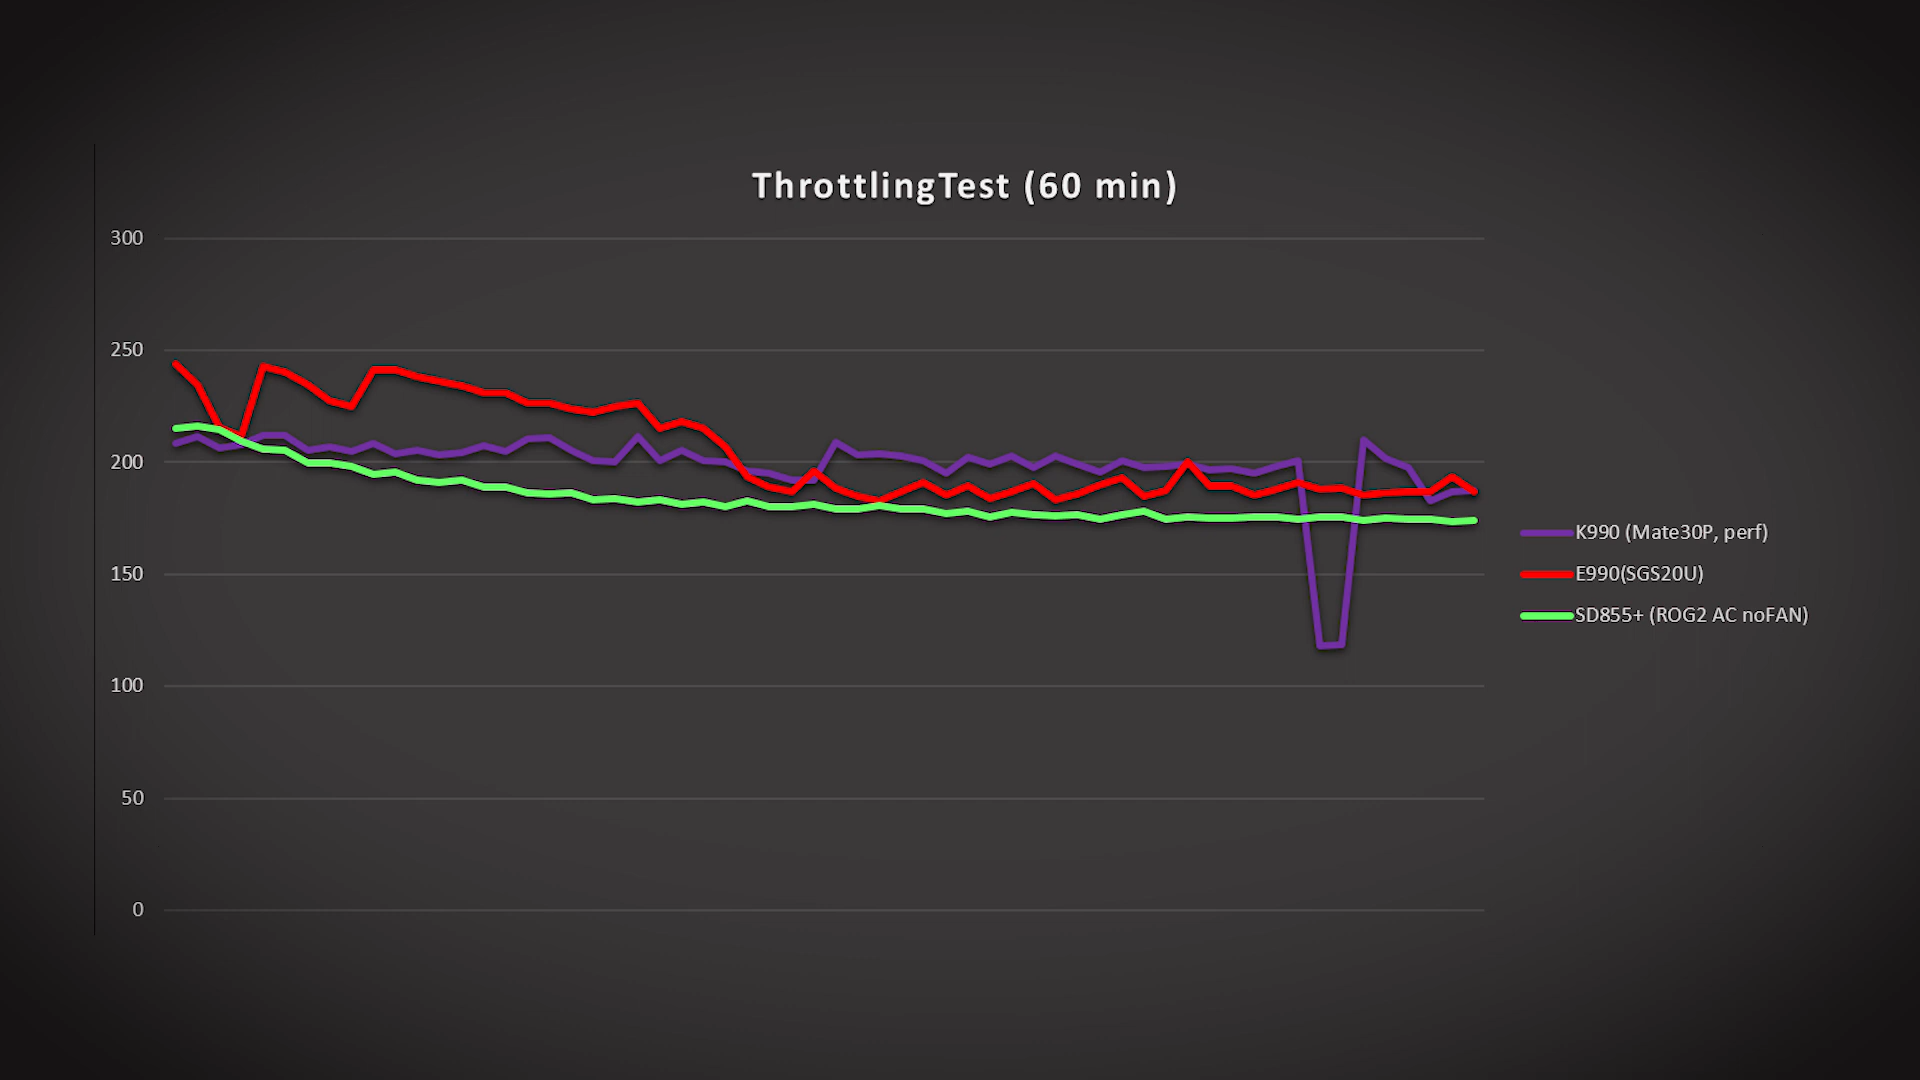 ThrottlingTest (60 min)
300
250
200
150
100
50
0
K990 (Mate30P, perf)
E990(SGS20U)
SD855+ (ROG2 AC noFAN)